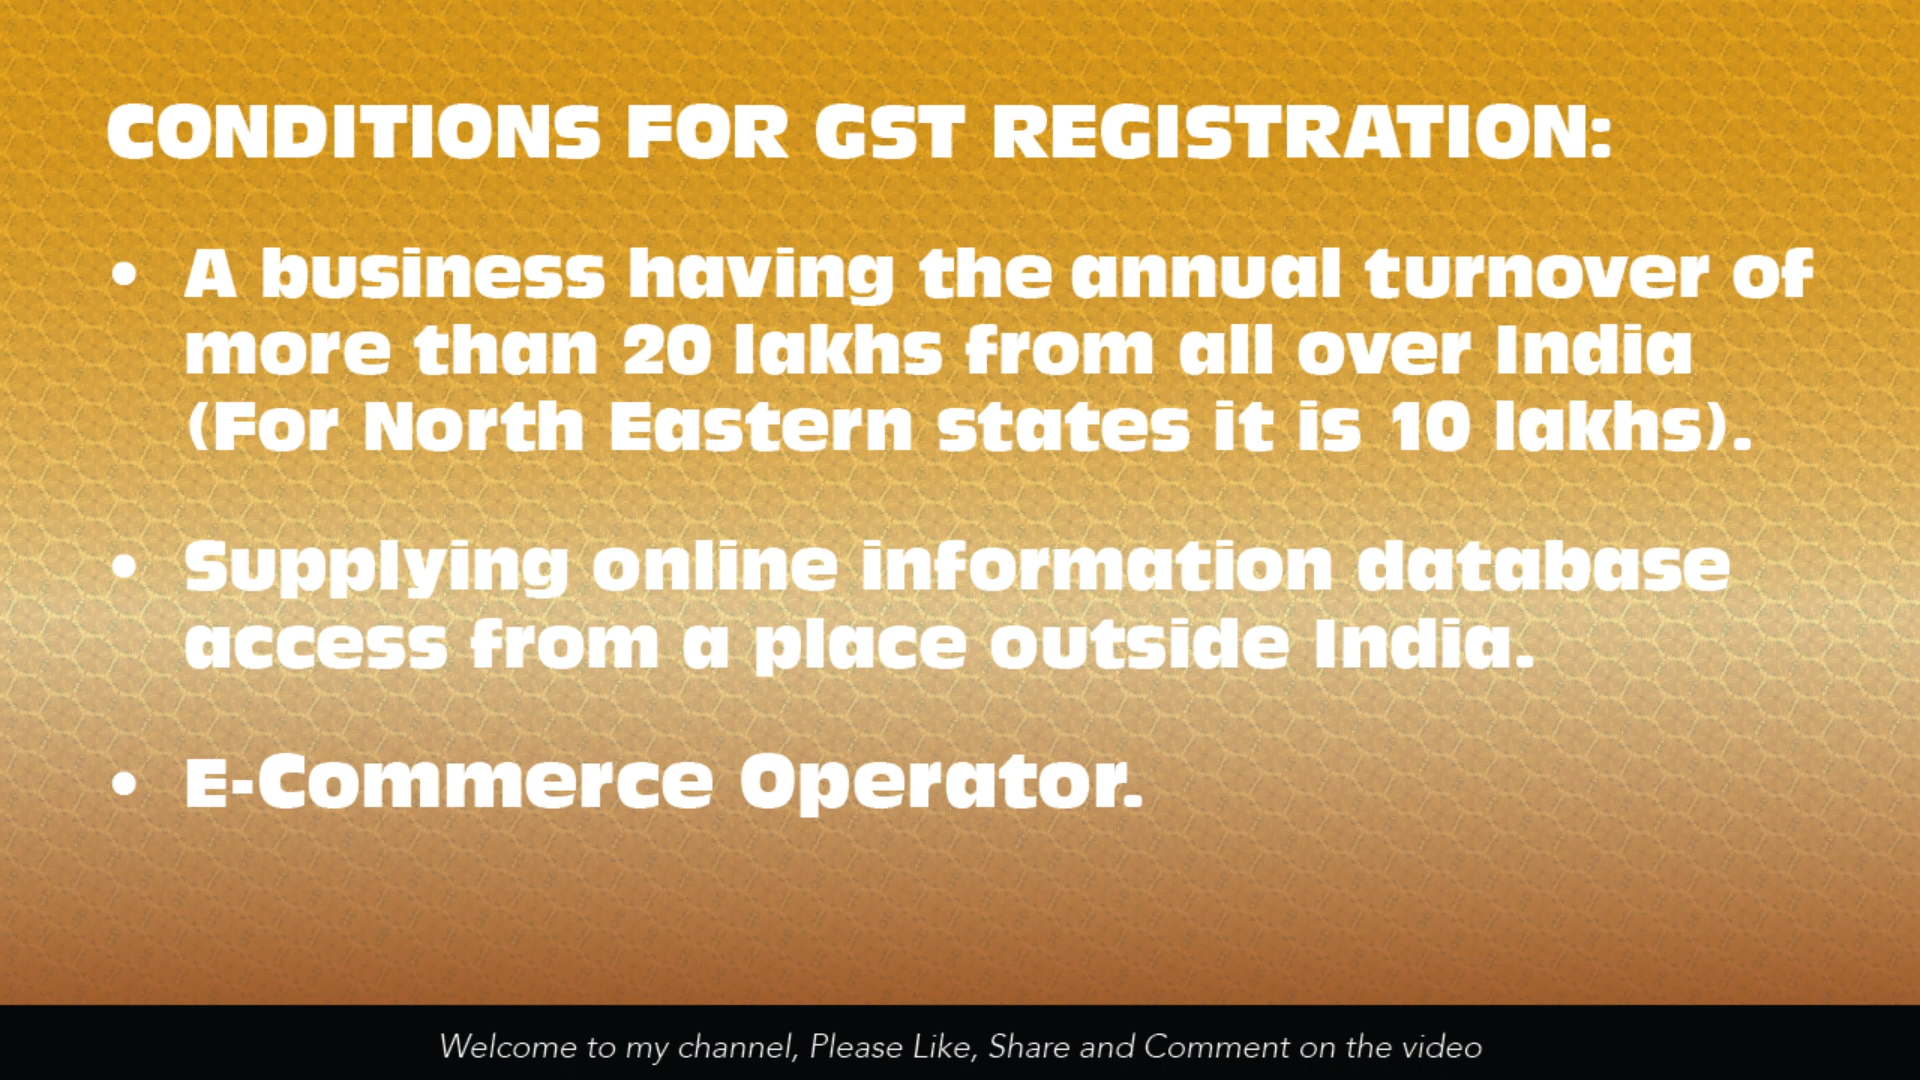 CONDITIONS FOR GST REGISTRATION:
• A business having the annual turnover of
more than 20 lakhs from all over India
(For North Eastern states it is 10 lakhs).
• Supplying online information database
access from a place outside India.
• E-Commerce Operator.
Welcome to my channel, Please Like, Share and Comment on the video